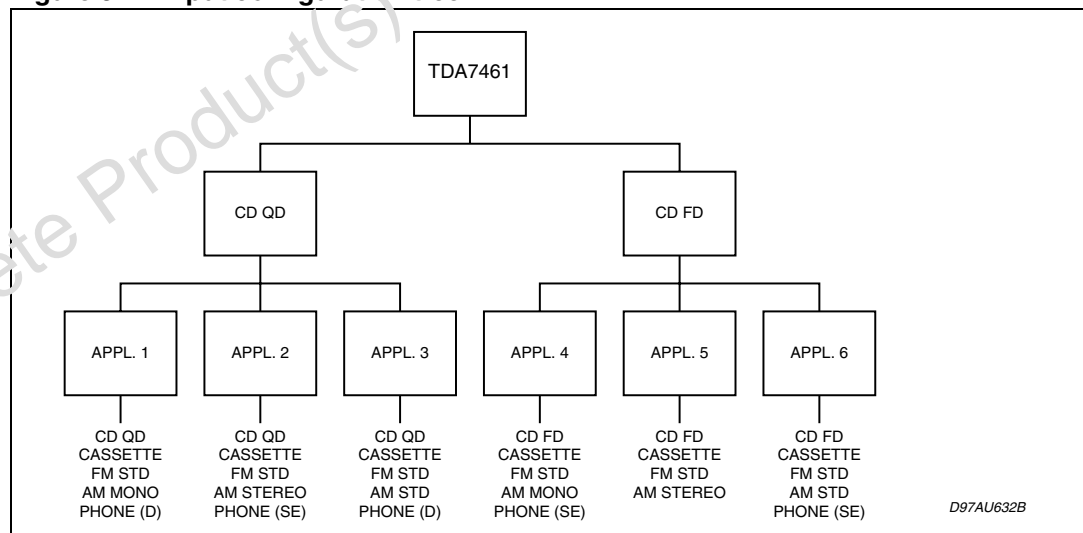 TDA7461
CD QD
CD FD
APPL. 1
APPL. 2
APPL. 3
APPL. 4
APPL. 5
APPL. 6
CD QD
CASSETTE
FM STD
AM MONO
PHONE (D)
CD QD
CASSETTE
FM STD
AM STEREO
PHONE (SE)
CD QD
CASSETTE
FM STD
AM STD
PHONE (D)
CD FD
CASSETTE
FM STD
AM MONO
PHONE (SE)
CD FD
CASSETTE
FM STD
AM STEREO
CD FD
CASSETTE
FM STD
AM STD
PHONE (SE)
D97AU632B
Product(s)